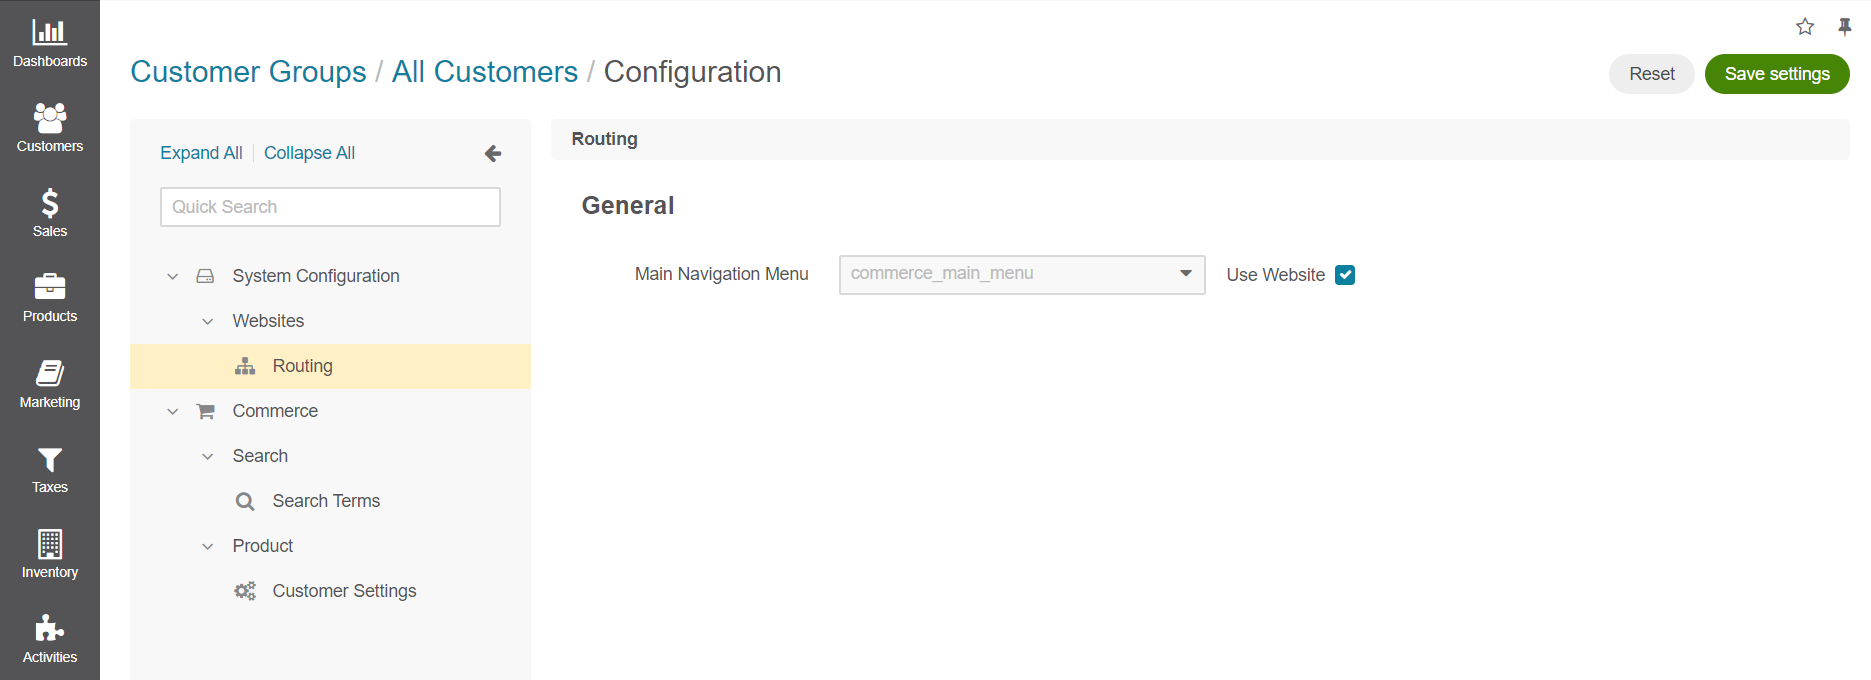 Dashboards
Customers
Sales
Products
Marketing
Taxes
Inventory
Activities
Customer Groups / All Customers / Configuration
Reset
Save settings
Expand All | Collapse All
Quick Search
System Configuration
Websites
Routing
Commerce
Search
Search Terms
Product
Customer Settings
Routing
General
Main Navigation Menu
commerce_main_menu
Use Website